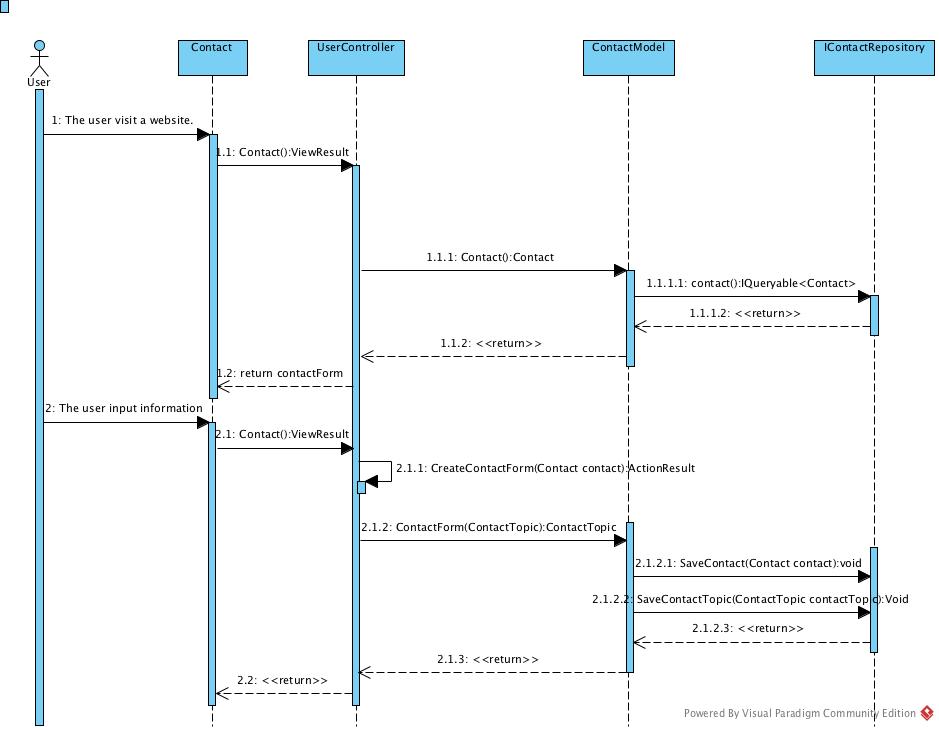 Contact
UserController
ContactModel
IContactRepository
User
1: The user visit a website.
1.1: Contact():ViewResult
1.1.1: Contact():Contact
1.1.1.1: contact():IQueryable<Contact>
1.1.1.2: <<return>>
1.1.2: <<return>>
1.2: return contactForm
2: The user input information
2.1: Contact():ViewResult
2.1.1: CreateContactForm(Contact contact):ActionResult
2.1.2: ContactForm(ContactTopic):ContactTopic
2.1.2.1: SaveContact(Contact contact):void
2.1.2.2: SaveContactTopic(ContactTopic contactTopic):Void
2.1.2.3: <<return>>
2.1.3: <<return>>
2.2: <<return>>
Powered By Visual Paradigm Community Edition